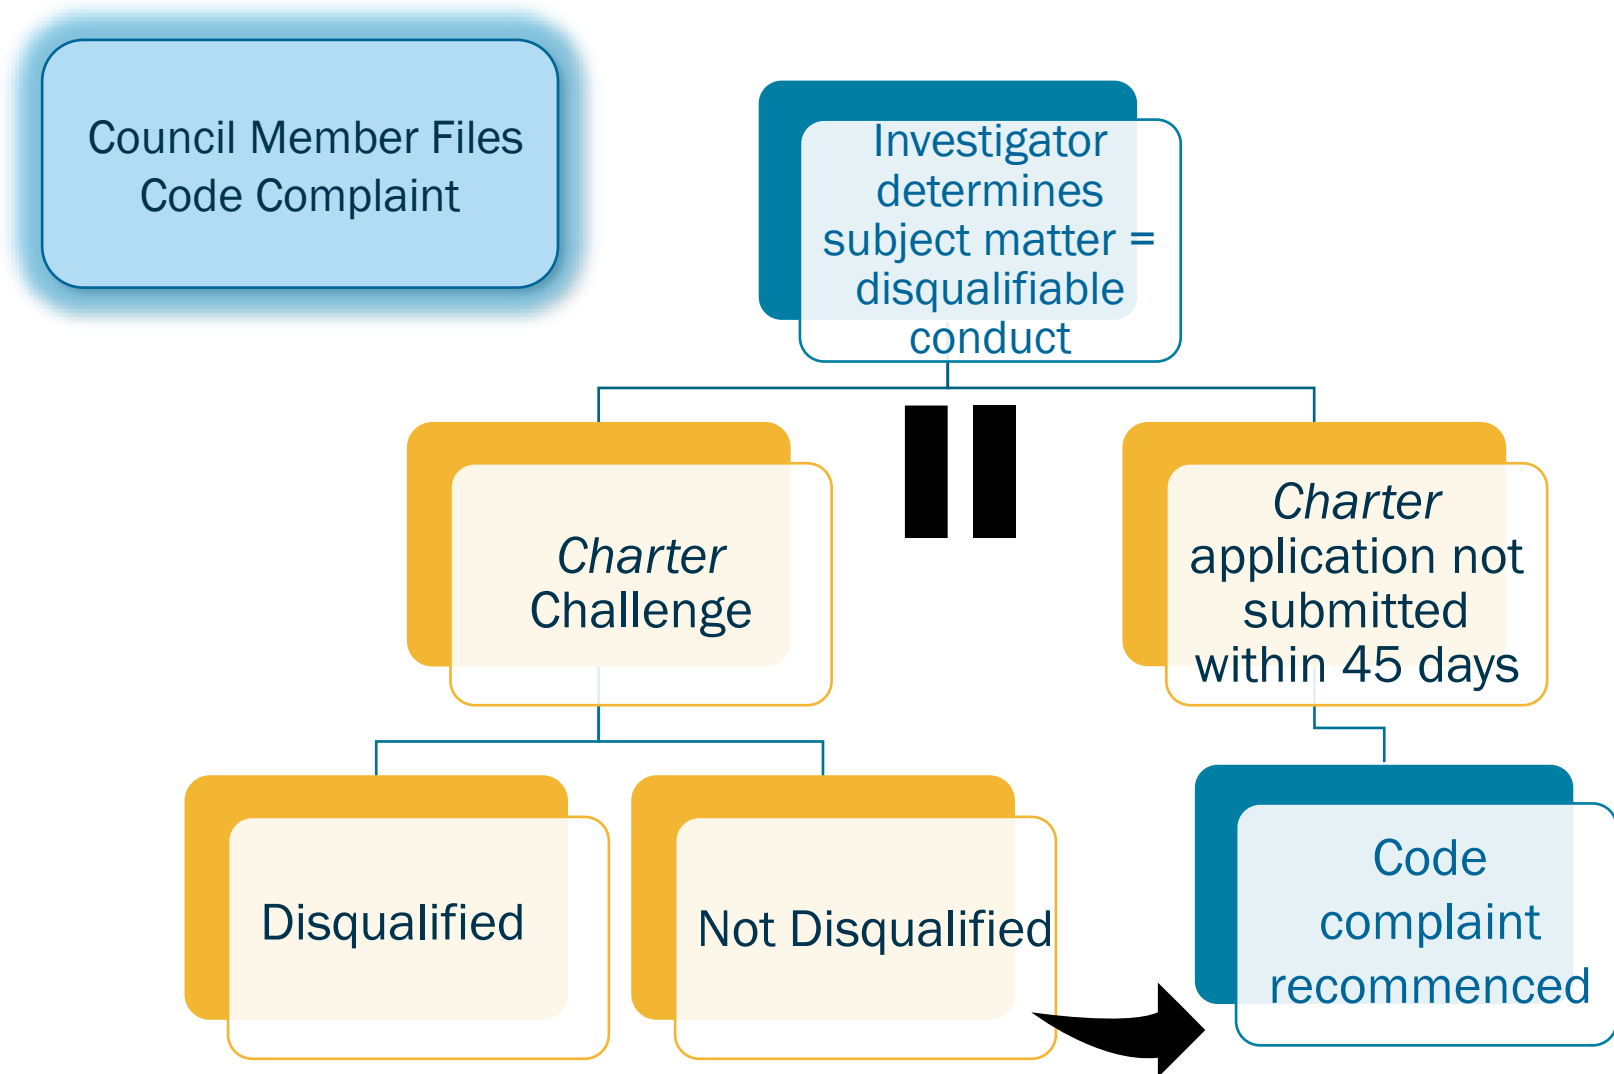 Council Member Files
Code Complaint
Investigator
determines
subject matter =
disqualifiable
conduct
Charter
Challenge
Charter
application not
submitted
within 45 days
Disqualified
Not Disqualified
Code
complaint
recommenced